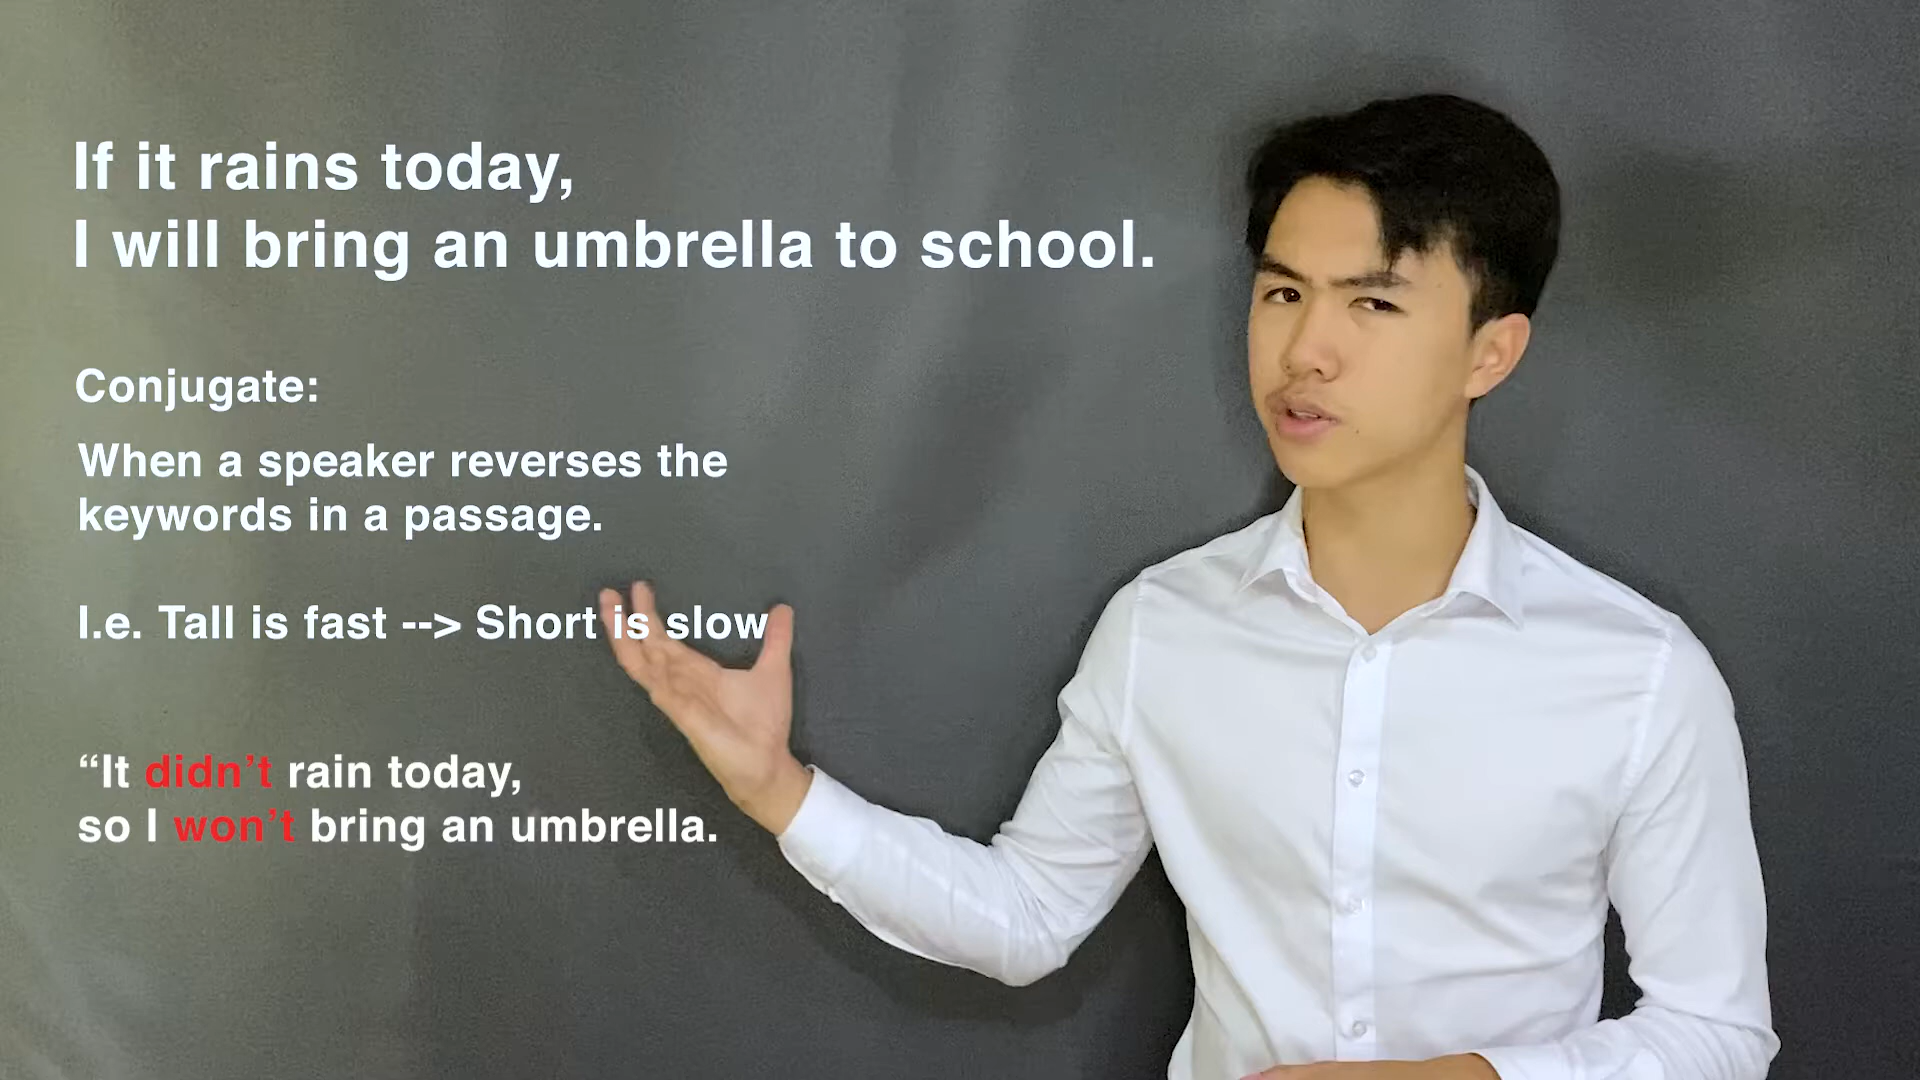 If it rains today,
I will bring an umbrella to school.
Conjugate:
When a speaker reverses the
keywords in a passage.
I.e. Tall is fast --> Short is slow
“It didn’t rain today,
so I won’t bring an umbrella.